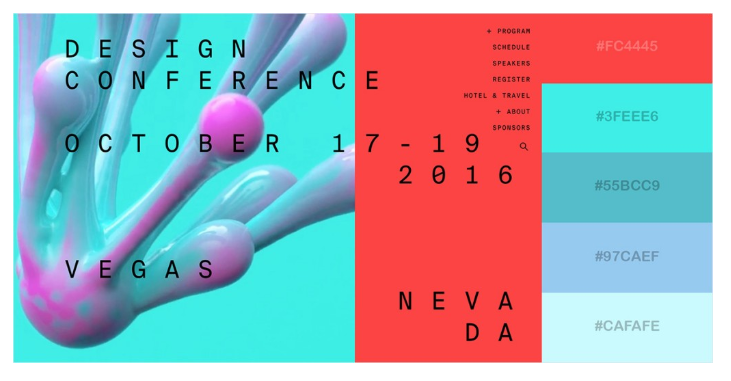 DESIGN
CONFERENCE
OCTOBER 17-19
2016
VEGAS
NEVA
DA
+ PROGRAM
SCHEDULE
SPEAKERS
REGISTER
HOTEL & TRAVEL
+ ABOUT
SPONSORS
#FC4445
#3FEEE6
#55BCC9
#97CAEF
#CAFAFE